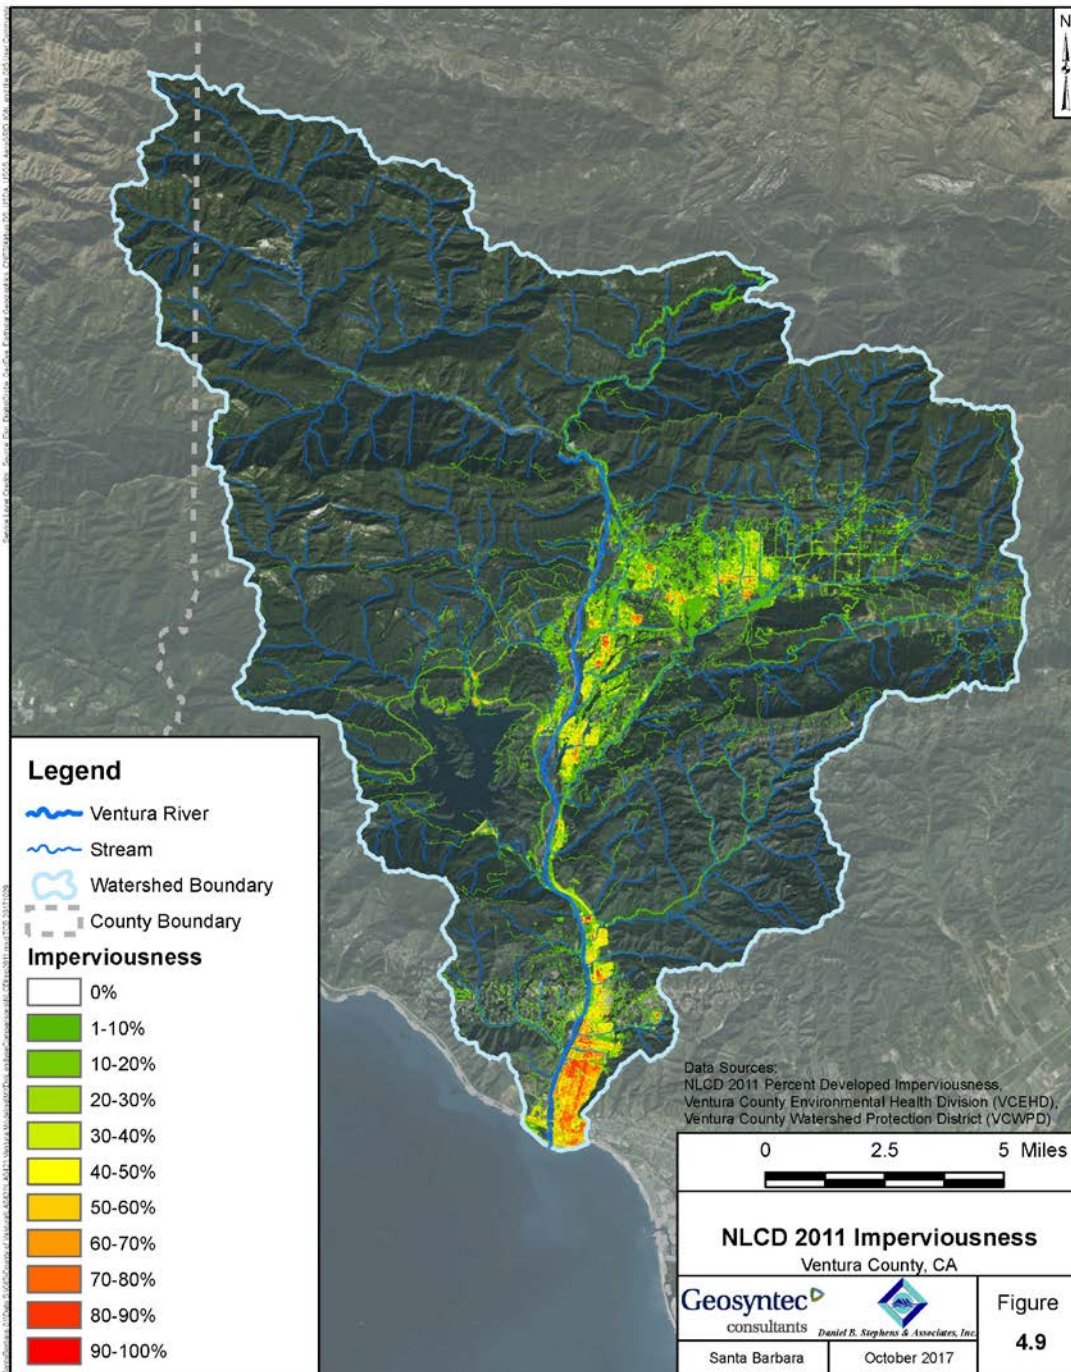 N
Legend
Ventura River
Stream
Watershed Boundary
County Boundary
Imperviousness
0%
1-10%
10-20%
20-30%
30-40%
40-50%
50-60%
60-70%
70-80%
80-90%
90-100%
Data Sources:
NLCD 2011 Percent Developed Imperviousness,
Ventura County Environmental Health Division (VCEHD),
Ventura County Watershed Protection District (VCWPD)
0 2.5 5 Miles
NLCD 2011 Imperviousness
Ventura County, CA
Geosyntec
consultants
Daniel B. Stephens & Associates, Inc.
Figure
4.9
Santa Barbara
October 2017